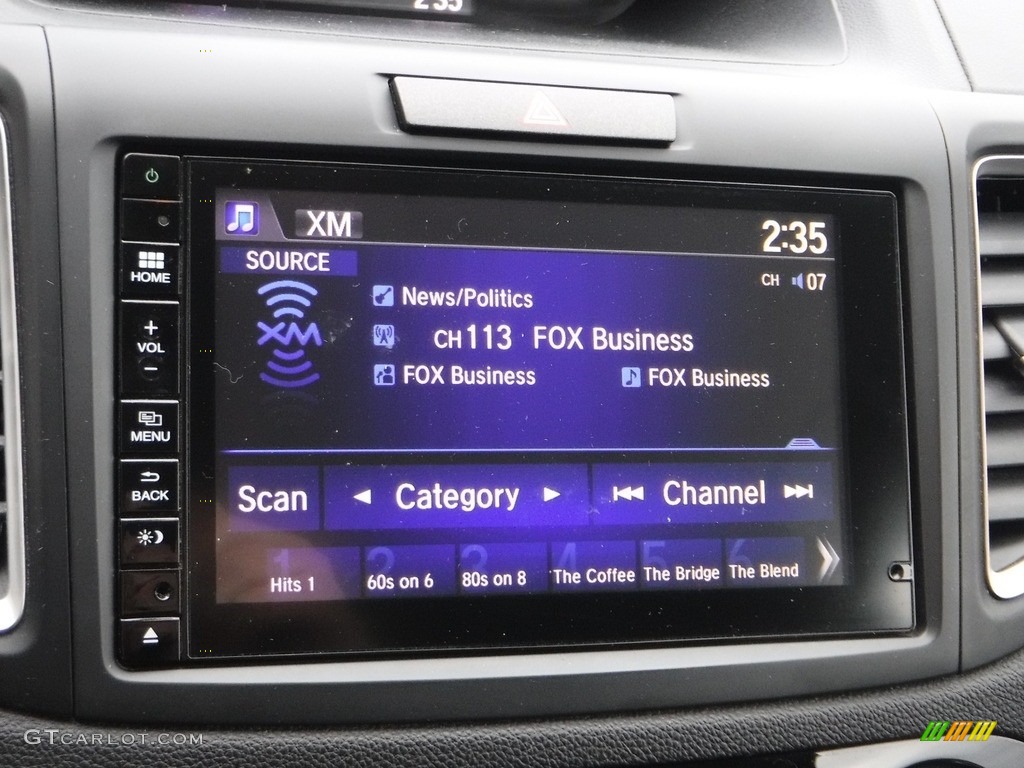 2:35
XM
2:35
SOURCE
CH 07
News/Politics
XM
CH113 FOX Business
FOX Business
FOX Business
HOME
+
VOL
−
MENU
BACK
Scan
Category
Channel
1 2 3 4 5 6
Hits 1
60s on 6
80s on 8
The Coffee
The Bridge
The Blend
GTCARLOT.COM